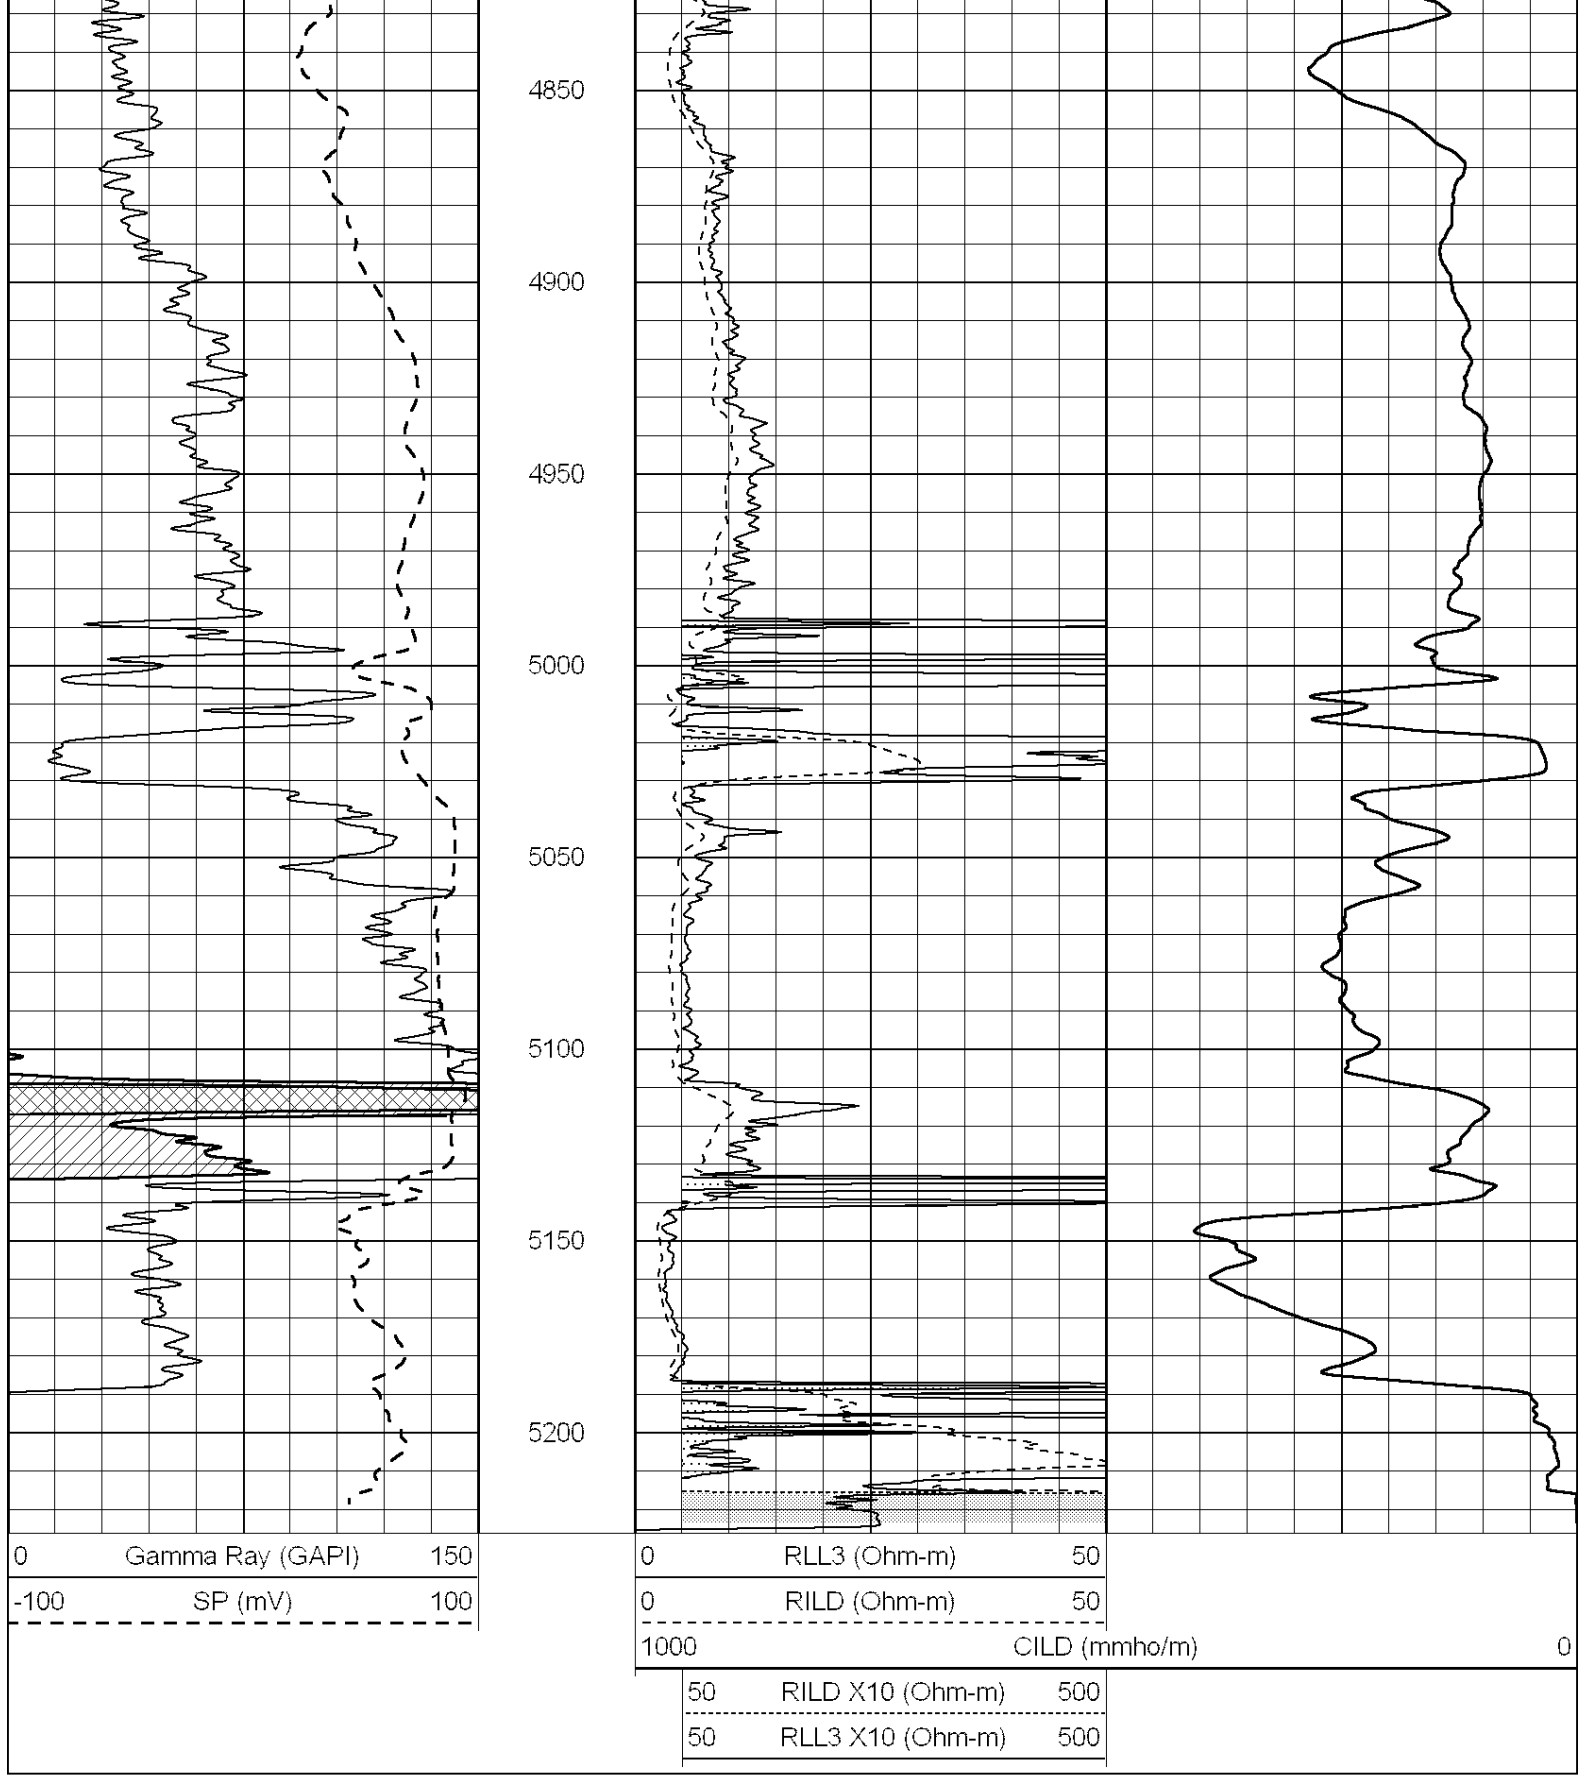 4850
4900
4950
5000
5050
5100
5150
5200
0 Gamma Ray (GAPI) 150
-100 SP (mV) 100
0 RLL3 (Ohm-m) 50
0 RILD (Ohm-m) 50
1000 CILD (mmho/m) 0
50 RILD X10 (Ohm-m) 500
50 RLL3 X10 (Ohm-m) 500